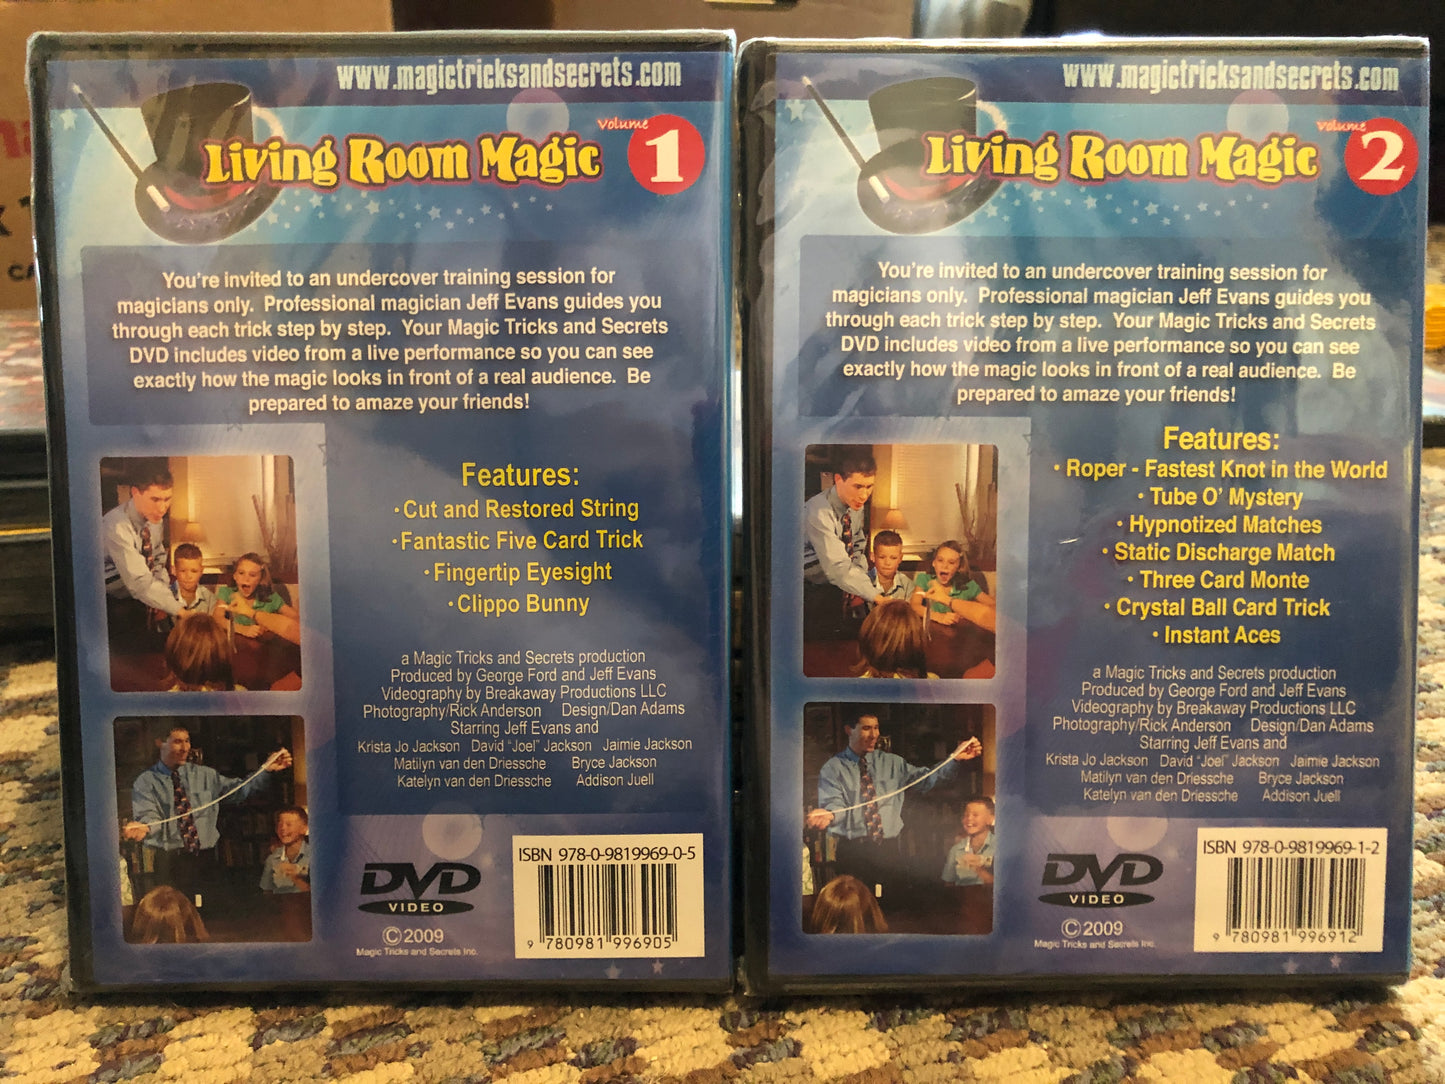 www.magictricksandsecrets.com
Living Room Magic
Volume
1
You're invited to an undercover training session for
magicians only. Professional magician Jeff Evans guides you
through each trick step by step. Your Magic Tricks and Secrets
DVD includes video from a live performance so you can see
exactly how the magic looks in front of a real audience. Be
prepared to amaze your friends!
Features:
• Cut and Restored String
• Fantastic Five Card Trick
• Fingertip Eyesight
• Clippo Bunny
a Magic Tricks and Secrets production
Produced by George Ford and Jeff Evans
Videography by Breakaway Productions LLC
Photography/Rick Anderson Design/Dan Adams
Starring Jeff Evans and
Krista Jo Jackson David "Joel" Jackson Jaimie Jackson
Matilyn van den Driessche Bryce Jackson
Katelyn van den Driessche Addison Juell
DVD
VIDEO
©2009
Magic Tricks and Secrets Inc.
ISBN 978-0-9819969-0-5
9 780981 996905
www.magictricksandsecrets.com
Living Room Magic
Volume
2
You're invited to an undercover training session for
magicians only. Professional magician Jeff Evans guides you
through each trick step by step. Your Magic Tricks and Secrets
DVD includes video from a live performance so you can see
exactly how the magic looks in front of a real audience. Be
prepared to amaze your friends!
Features:
• Roper - Fastest Knot in the World
• Tube O' Mystery
• Hypnotized Matches
• Static Discharge Match
• Three Card Monte
• Crystal Ball Card Trick
• Instant Aces
a Magic Tricks and Secrets production
Produced by George Ford and Jeff Evans
Videography by Breakaway Productions LLC
Photography/Rick Anderson Design/Dan Adams
Starring Jeff Evans and
Krista Jo Jackson David "Joel" Jackson Jaimie Jackson
Matilyn van den Driessche Bryce Jackson
Katelyn van den Driessche Addison Juell
DVD
VIDEO
©2009
Magic Tricks and Secrets Inc.
ISBN 978-0-9819969-1-2
9 780981 996912